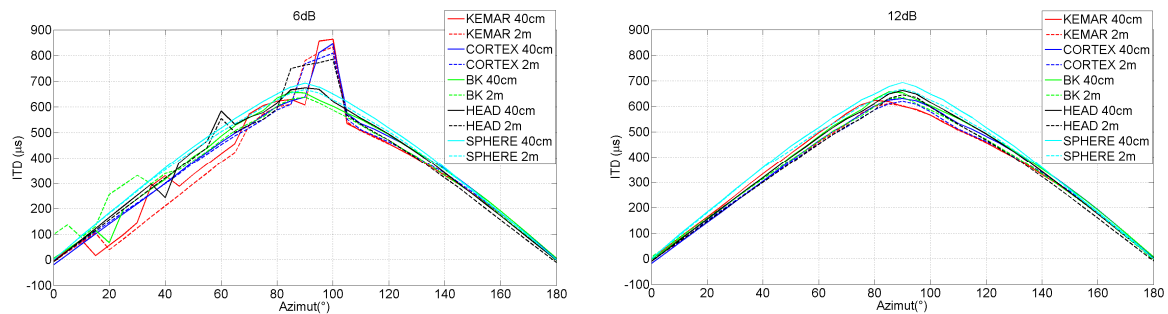 6dB
KEMAR 40cm
KEMAR 2m
CORTEX 40cm
CORTEX 2m
BK 40cm
BK 2m
HEAD 40cm
HEAD 2m
SPHERE 40cm
SPHERE 2m
900
800
700
600
500
400
300
200
100
0
-100
ITD (µs)
0 20 40 60 80 100 120 140 160 180
Azimut(°)
12dB
KEMAR 40cm
KEMAR 2m
CORTEX 40cm
CORTEX 2m
BK 40cm
BK 2m
HEAD 40cm
HEAD 2m
SPHERE 40cm
SPHERE 2m
900
800
700
600
500
400
300
200
100
0
-100
ITD (µs)
0 20 40 60 80 100 120 140 160 180
Azimut(°)